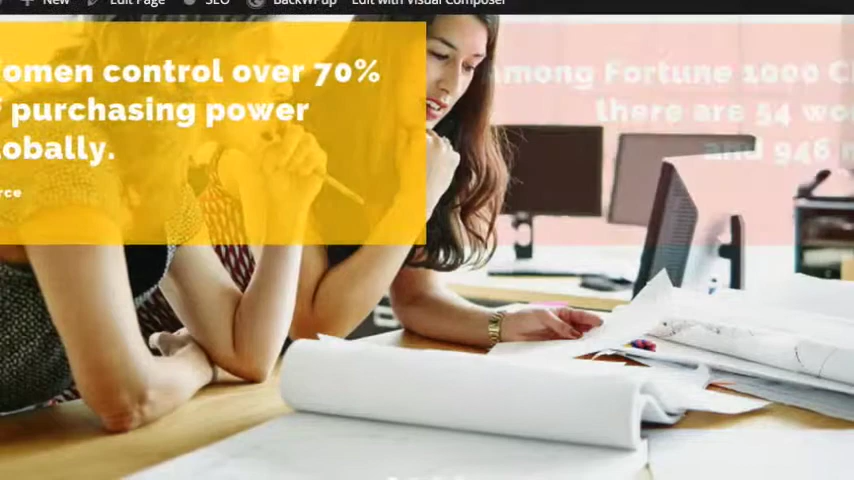 New Edit Page SEO BackWPup Edit with Visual Composer
omen control over 70%
purchasing power
obally.
rce
among Fortune 1000 C
there are 54 wo
and 946